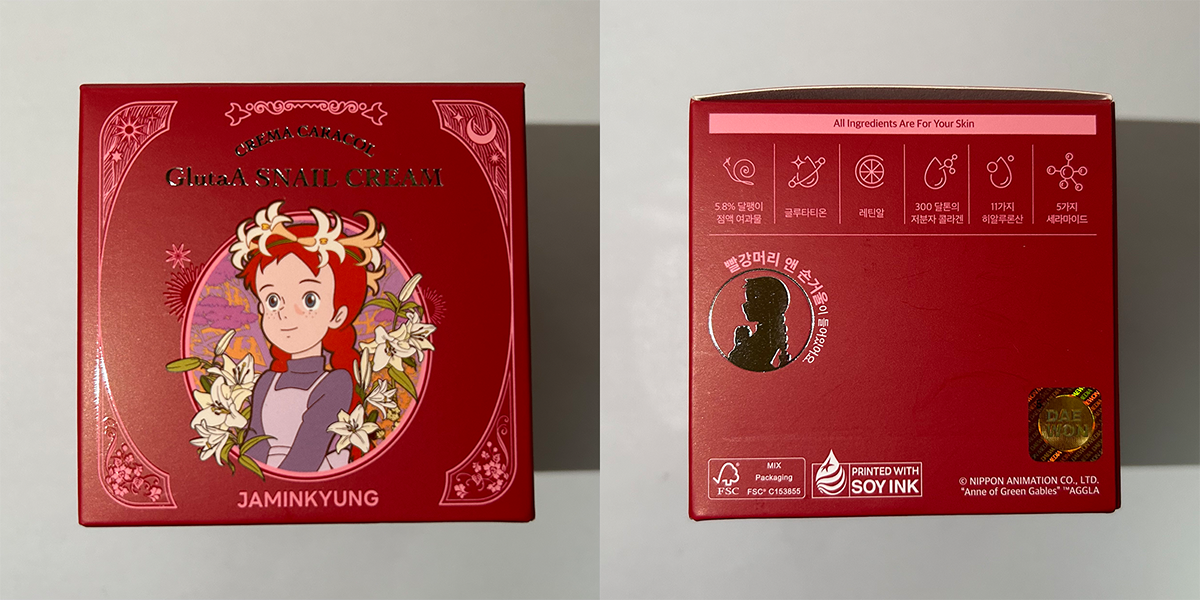 CREMA CARACOL
GlutaA SNAIL CREAM
JAMINKYUNG
All Ingredients Are For Your Skin
5.8% 달팽이
점액 여과물
글루타티온
레틴알
300 달톤의
저분자 콜라겐
11가지
히알루론산
5가지
세라마이드
빨강머리 앤 손거울이 들어있어요
DAE
WON
FSC
MIX
Packaging
FSC® C153855
PRINTED WITH
SOY INK
© NIPPON ANIMATION CO., LTD.
"Anne of Green Gables" ™AGGLA